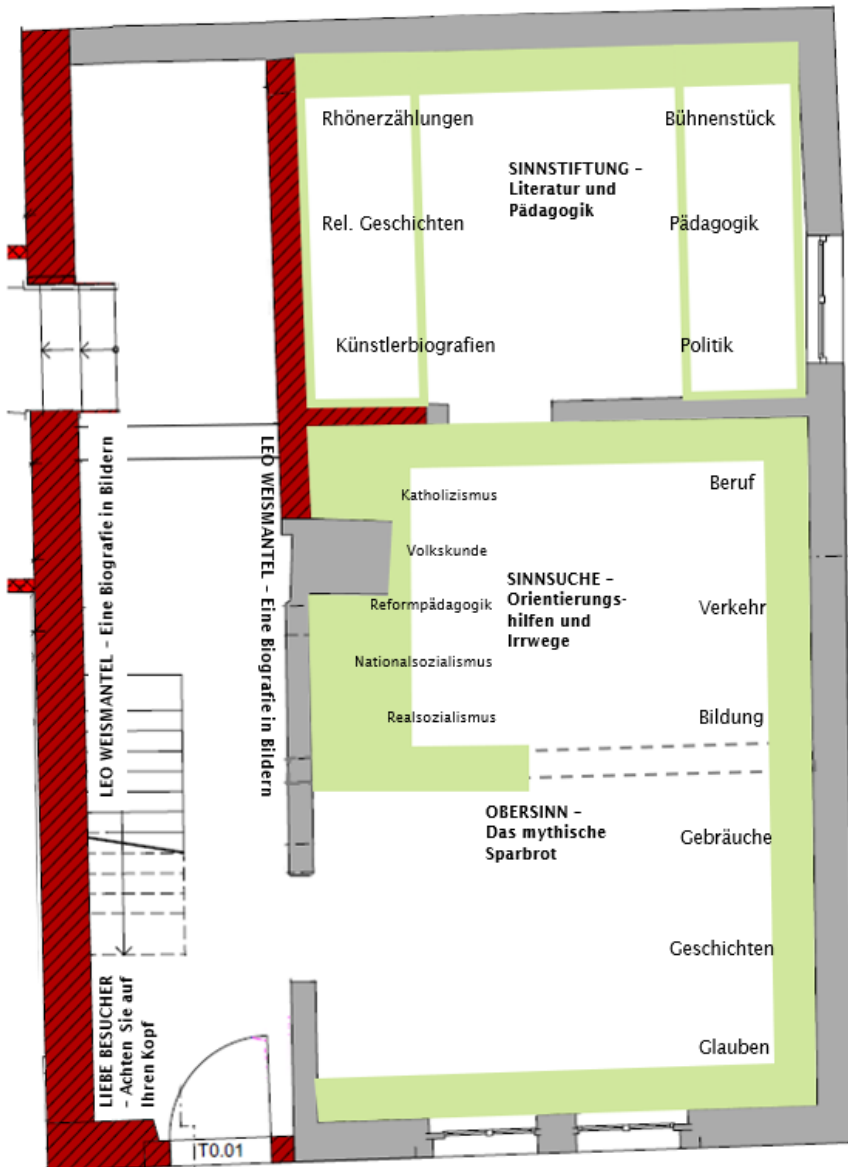 Rhönerzählungen
Bühnenstück
SINNSTIFTUNG –
Literatur und
Pädagogik
Rel. Geschichten
Pädagogik
Künstlerbiografien
Politik
LEO WEISMANTEL – Eine Biografie in Bildern
LEO WEISMANTEL – Eine Biografie in Bildern
Katholizismus
Beruf
Volkskunde
SINNSUCHE –
Orientierungs-
hilfen und
Irrwege
Reformpädagogik
Verkehr
Nationalsozialismus
Realsozialismus
Bildung
OBERSINN –
Das mythische
Sparbrot
Gebräuche
Geschichten
Glauben
LIEBE BESUCHER
– Achten Sie auf
Ihren Kopf
T0.01